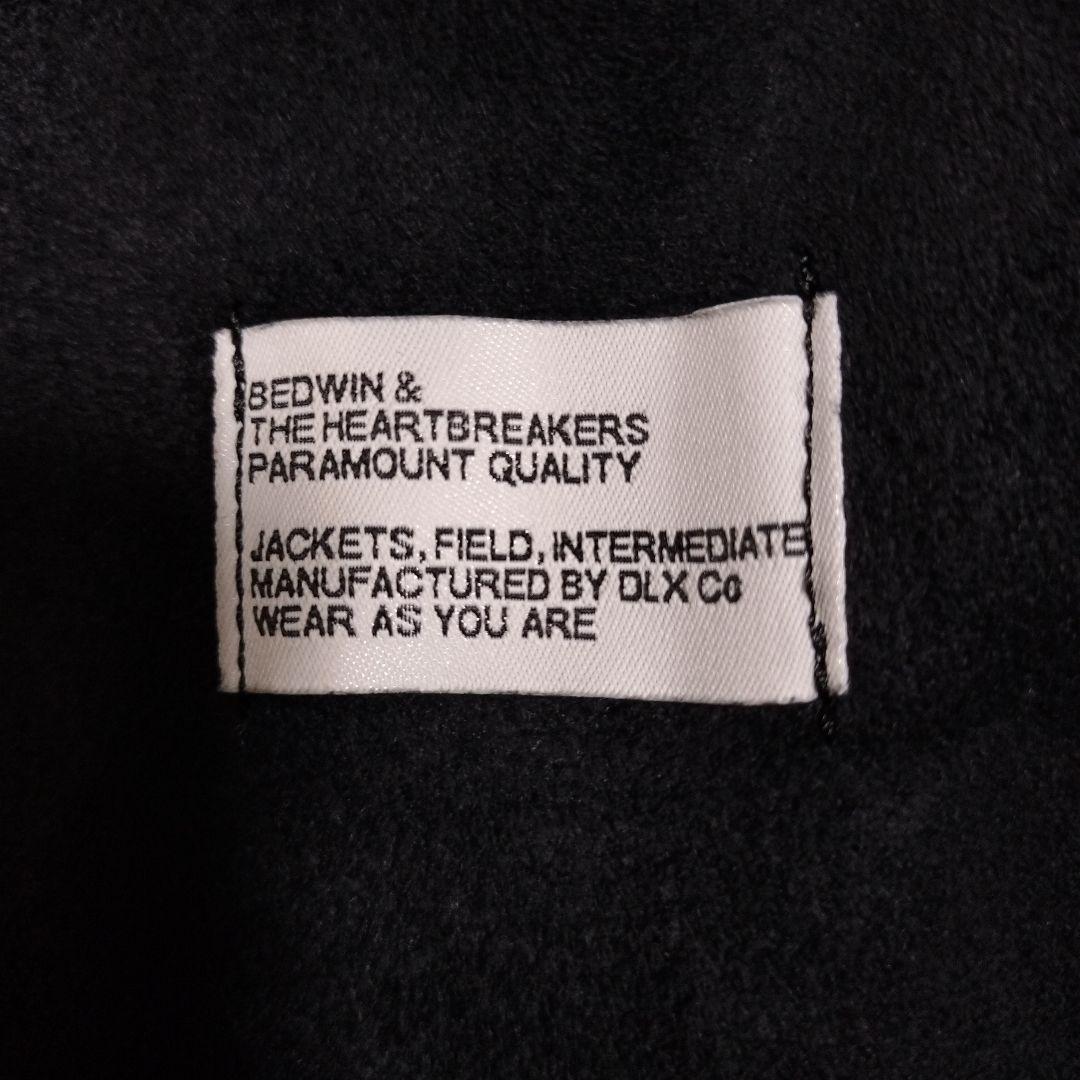 BEDWIN &
THE HEARTBREAKERS
PARAMOUNT QUALITY
JACKETS, FIELD, INTERMEDIATE
MANUFACTURED BY DLX Co
WEAR AS YOU ARE